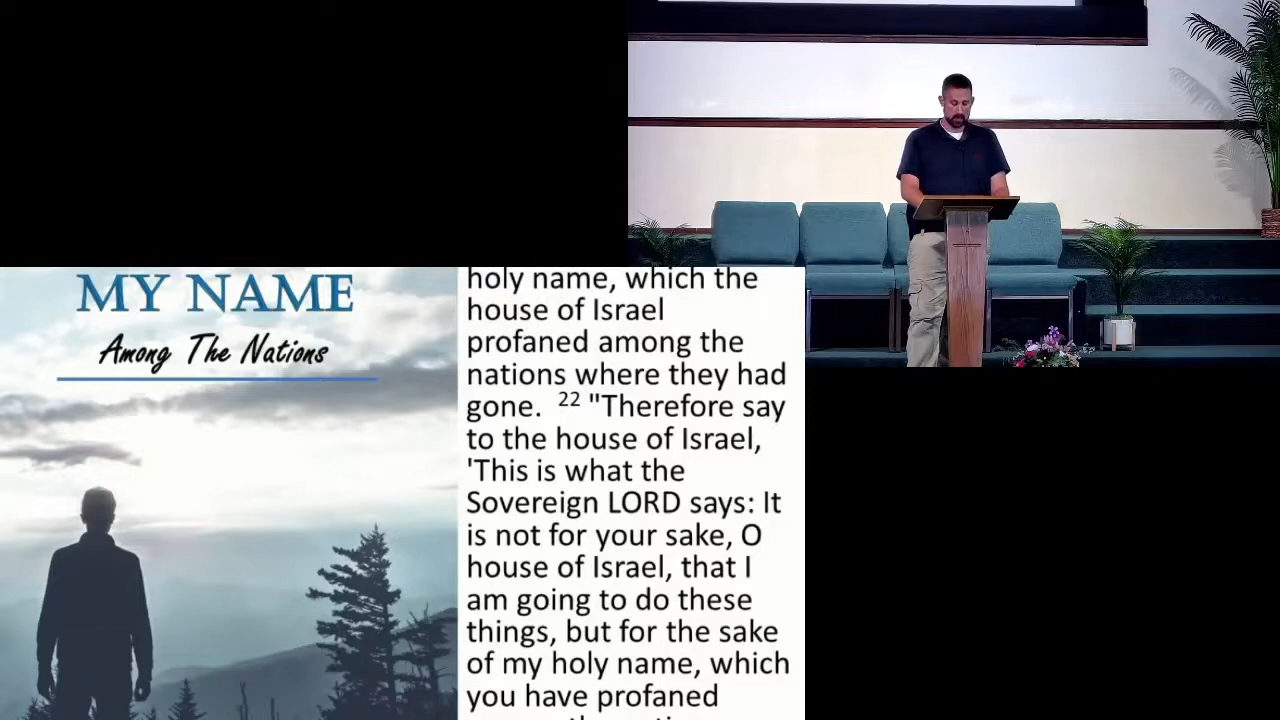 MY NAME
Among The Nations
holy name, which the
house of Israel
profaned among the
nations where they had
gone. 22 "Therefore say
to the house of Israel,
'This is what the
Sovereign LORD says: It
is not for your sake, O
house of Israel, that I
am going to do these
things, but for the sake
of my holy name, which
you have profaned